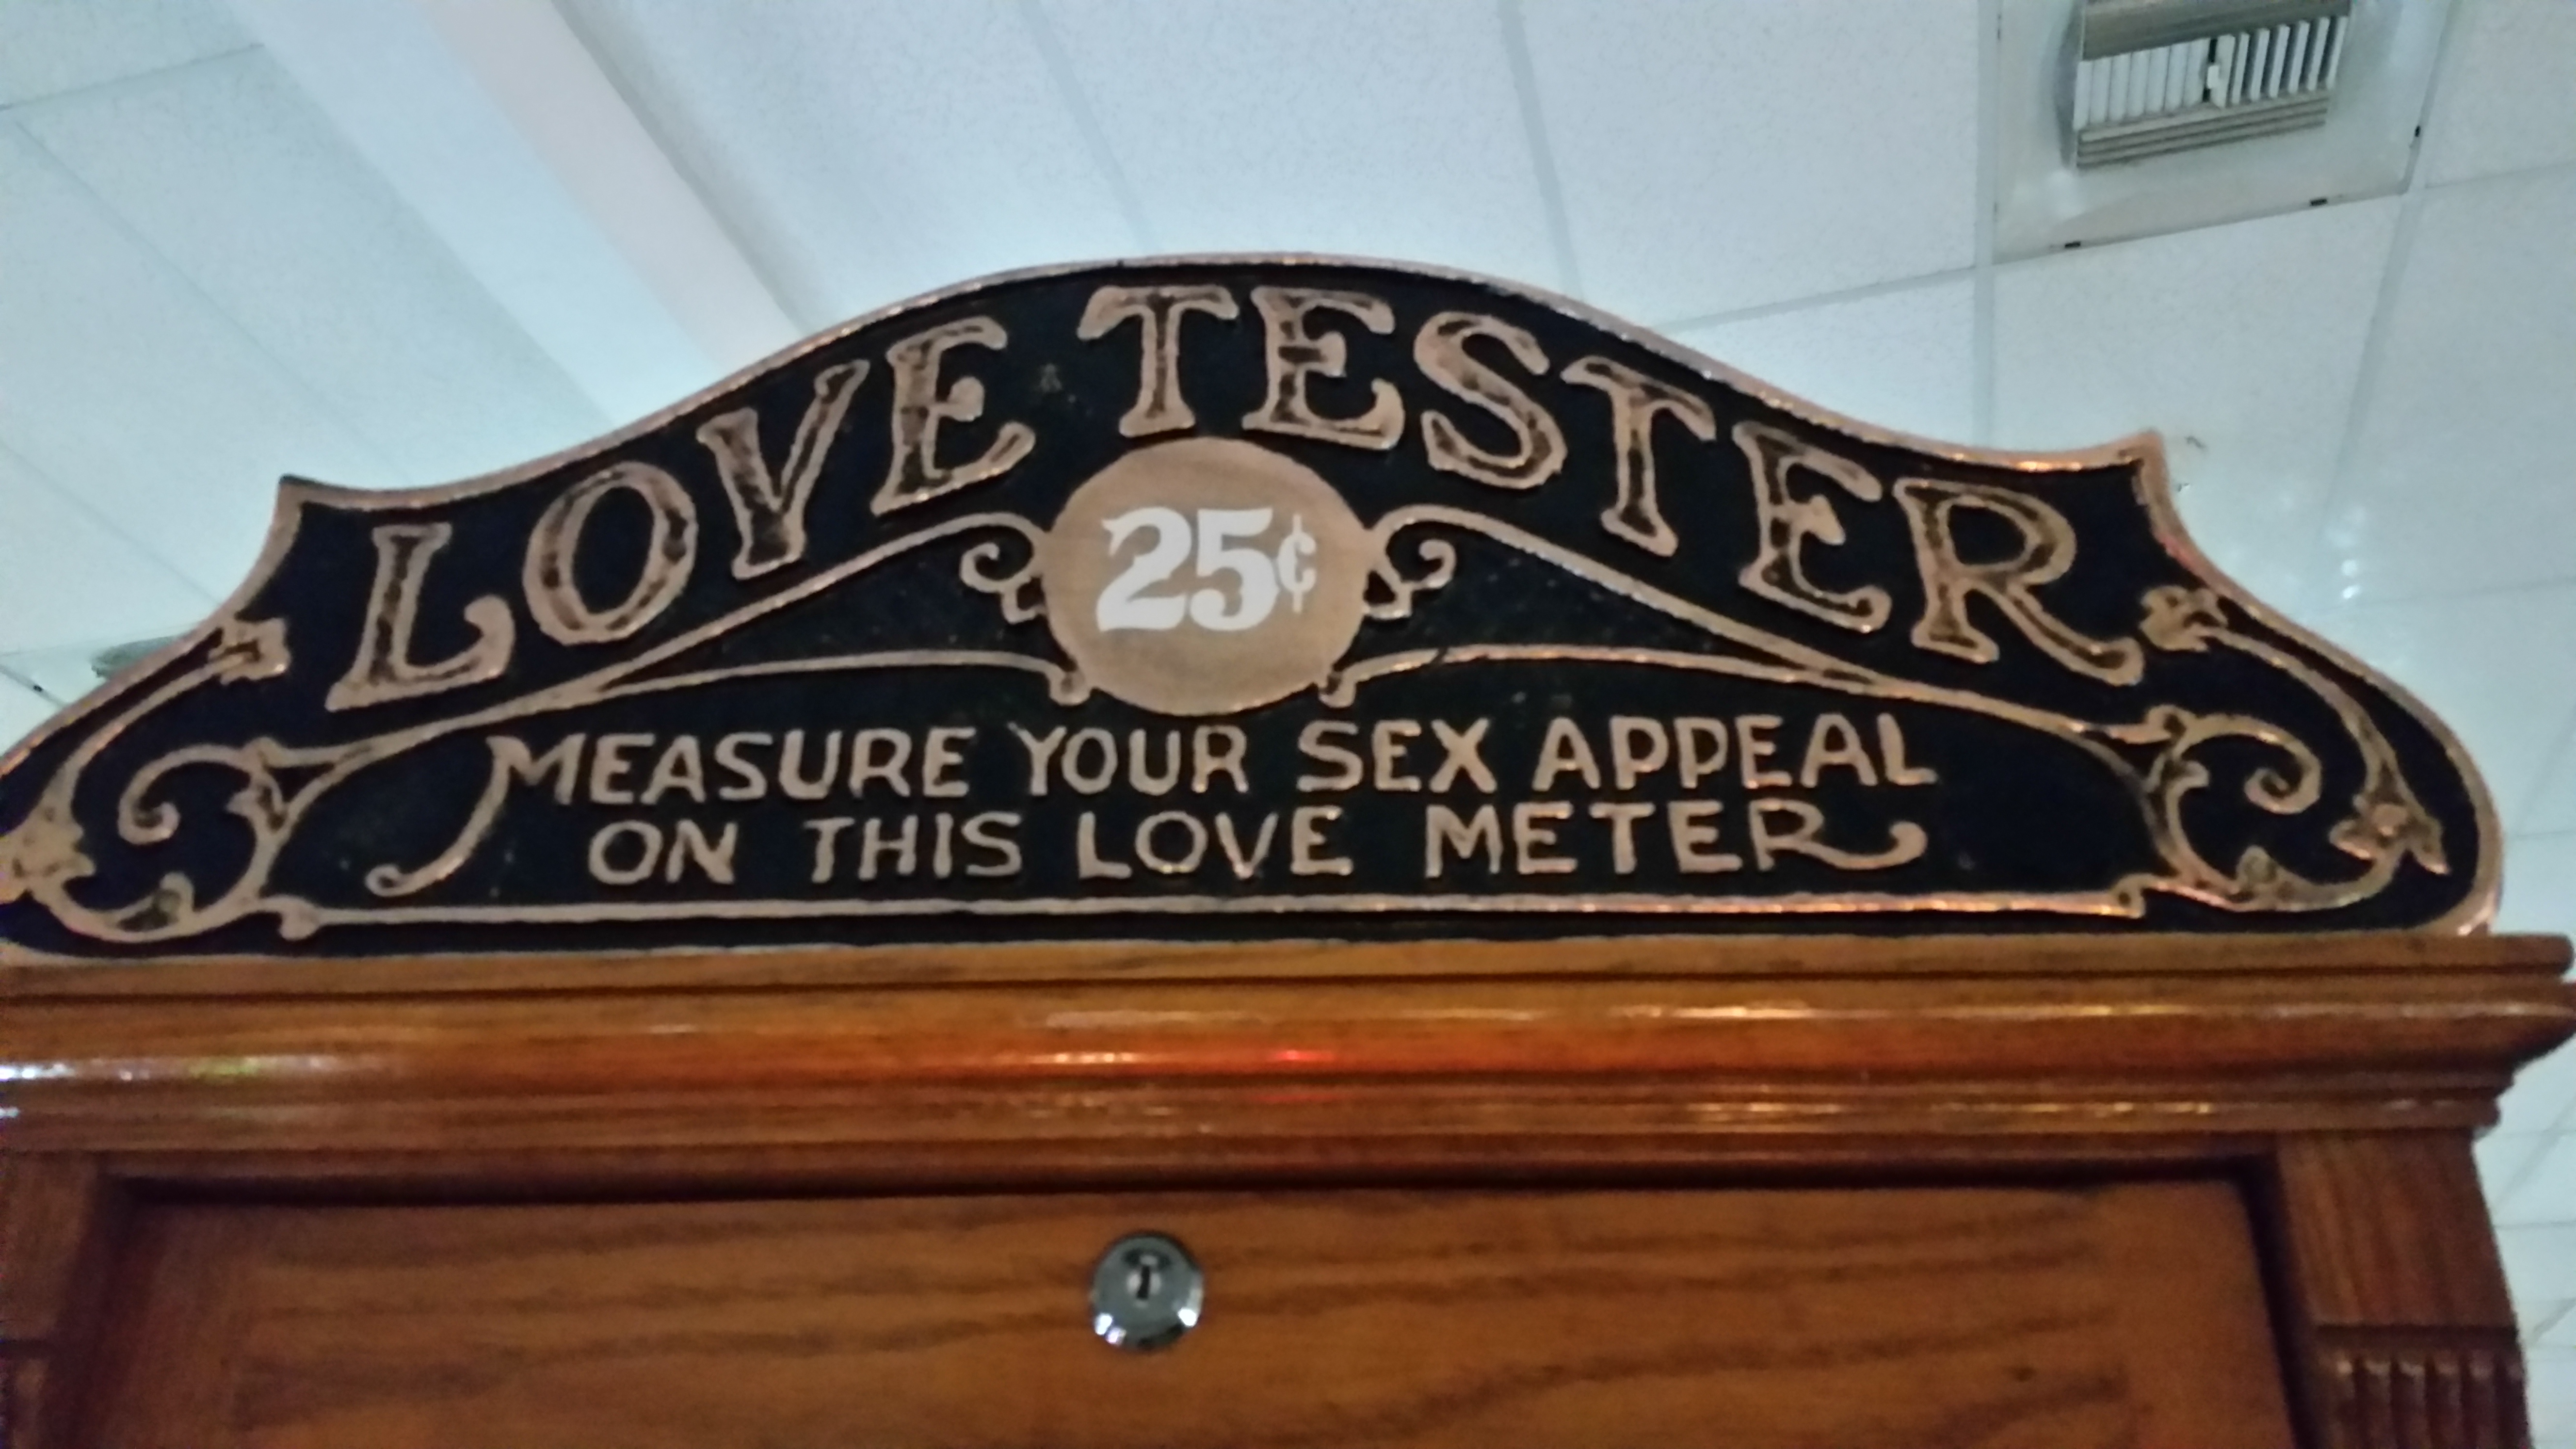 LOVE TESTER
25¢
MEASURE YOUR SEX APPEAL
ON THIS LOVE METER